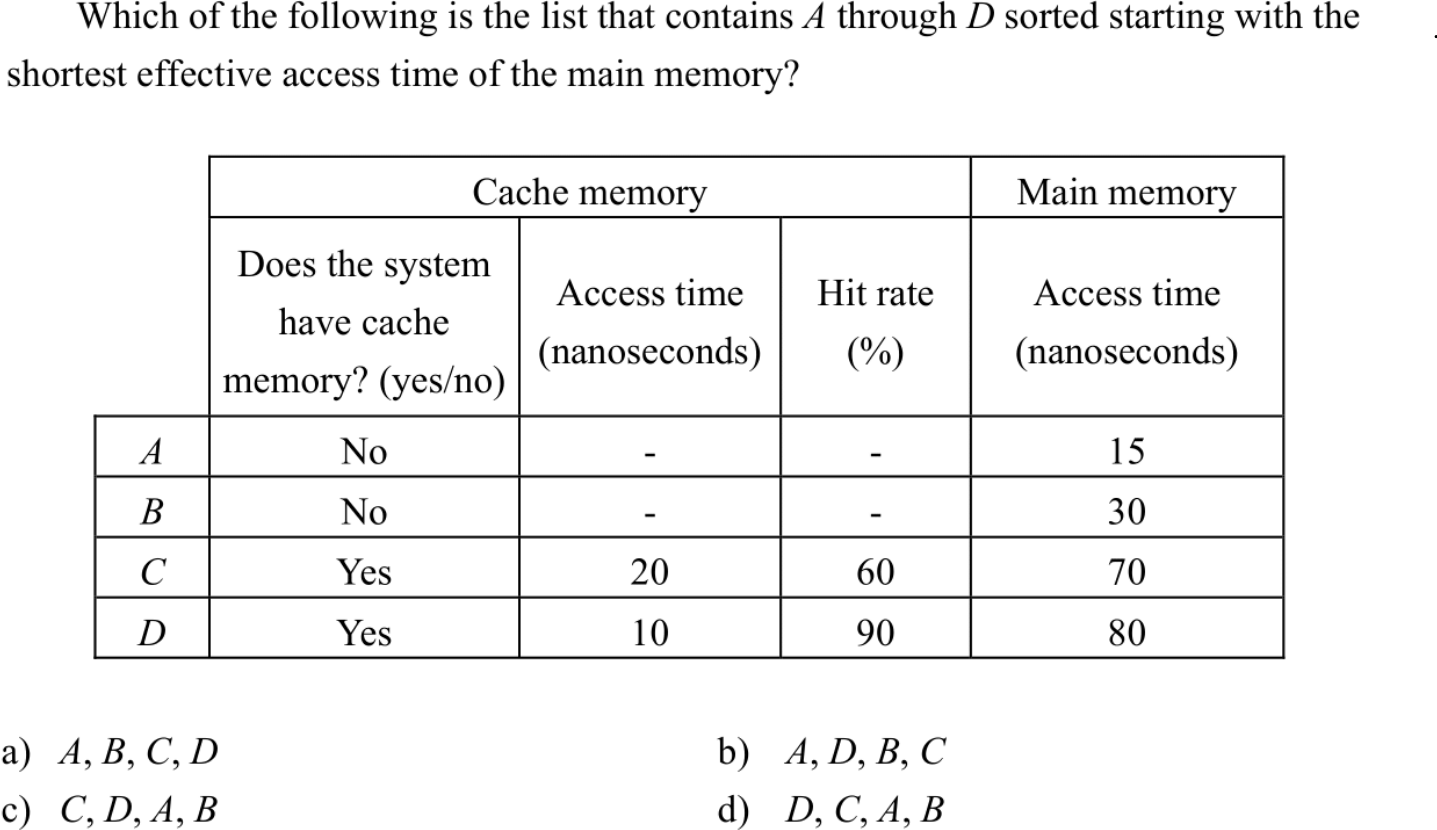 Which of the following is the list that contains A through D sorted starting with the
shortest effective access time of the main memory?
Cache memory Main memory
Does the system
have cache
memory? (yes/no)
Access time
(nanoseconds)
Hit rate
(%)
Access time
(nanoseconds)
A No - - 15
B No - - 30
C Yes 20 60 70
D Yes 10 90 80
a) A, B, C, D b) A, D, B, C
c) C, D, A, B d) D, C, A, B